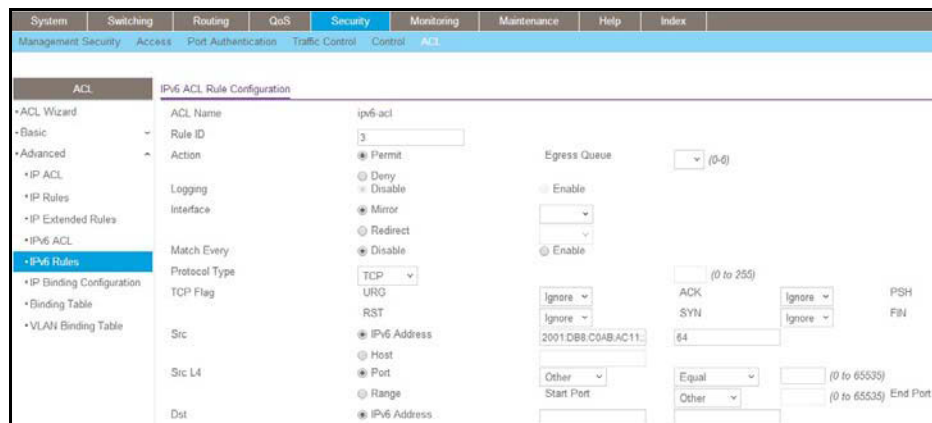 System Switching Routing QoS Security Monitoring Maintenance Help Index
Management Security Access Port Authentication Traffic Control Control ACL
ACL
IPv6 ACL Rule Configuration
• ACL Wizard
• Basic
• Advanced
• IP ACL
• IP Rules
• IP Extended Rules
• IPv6 ACL
• IPv6 Rules
• IP Binding Configuration
• Binding Table
• VLAN Binding Table
ACL Name ipv6-acl
Rule ID 3
Action Permit Egress Queue (0-6)
Deny
Logging Disable Enable
Interface Mirror
Redirect
Match Every Disable Enable
Protocol Type TCP (0 to 255)
TCP Flag URG Ignore ACK Ignore PSH
RST Ignore SYN Ignore FIN
Src IPv6 Address 2001:DB8:C0AB:AC11:: 64
Host
Src L4 Port Other Equal (0 to 65535)
Range Start Port Other (0 to 65535) End Port
Dst IPv6 Address